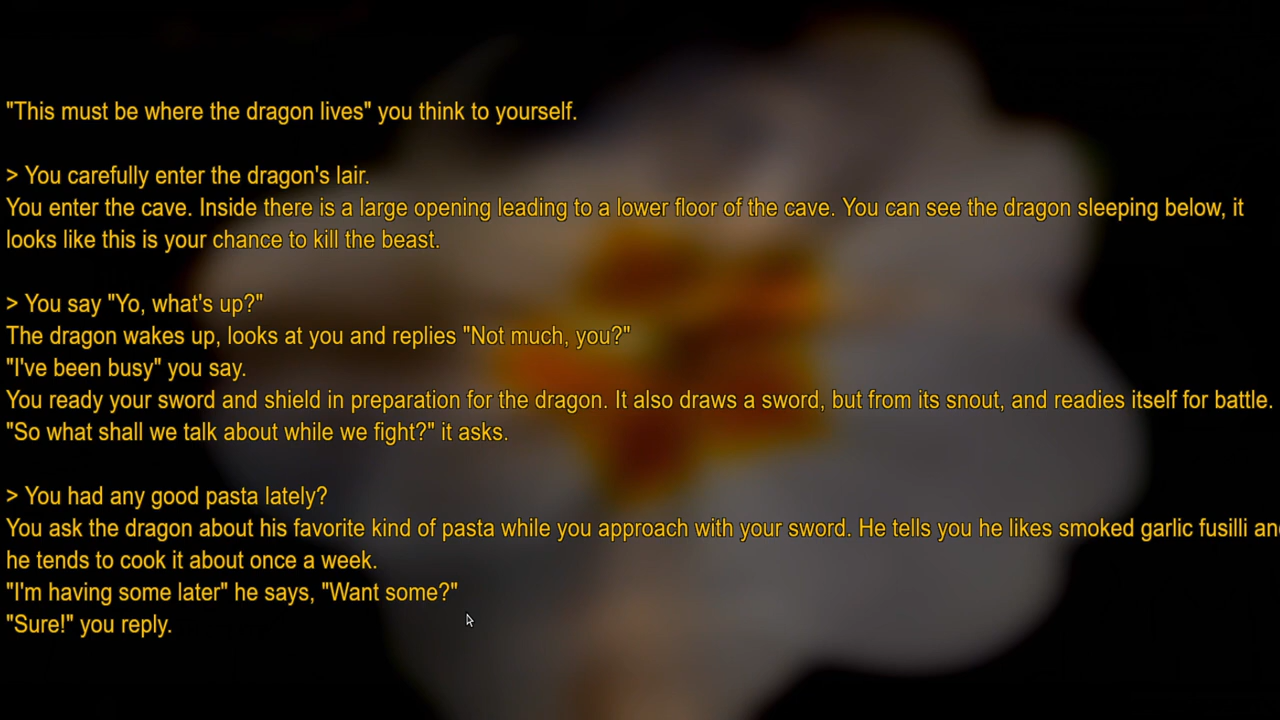 "This must be where the dragon lives" you think to yourself.
> You carefully enter the dragon's lair.
You enter the cave. Inside there is a large opening leading to a lower floor of the cave. You can see the dragon sleeping below, it
looks like this is your chance to kill the beast.
> You say "Yo, what's up?"
The dragon wakes up, looks at you and replies "Not much, you?"
"I've been busy" you say.
You ready your sword and shield in preparation for the dragon. It also draws a sword, but from its snout, and readies itself for battle.
"So what shall we talk about while we fight?" it asks.
> You had any good pasta lately?
You ask the dragon about his favorite kind of pasta while you approach with your sword. He tells you he likes smoked garlic fusilli an
he tends to cook it about once a week.
"I'm having some later" he says, "Want some?"
"Sure!" you reply.